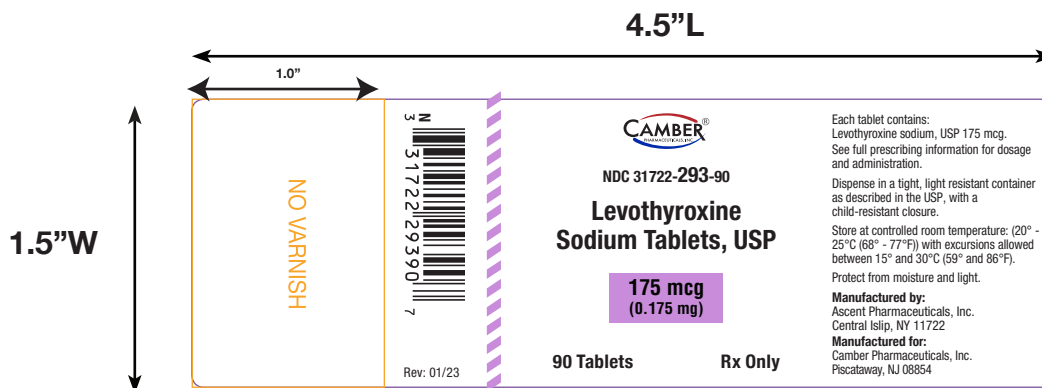 4.5”L
1.0”
1.5”W
NO VARNISH
N
3
31722 29390
7
Rev: 01/23
CAMBER®
PHARMACEUTICALS, INC.
NDC 31722-293-90
Levothyroxine
Sodium Tablets, USP
175 mcg
(0.175 mg)
90 Tablets
Rx Only
Each tablet contains:
Levothyroxine sodium, USP 175 mcg.
See full prescribing information for dosage
and administration.
Dispense in a tight, light resistant container
as described in the USP, with a
child-resistant closure.
Store at controlled room temperature: (20° -
25°C (68° - 77°F)) with excursions allowed
between 15° and 30°C (59° and 86°F).
Protect from moisture and light.
Manufactured by:
Ascent Pharmaceuticals, Inc.
Central Islip, NY 11722
Manufactured for:
Camber Pharmaceuticals, Inc.
Piscataway, NJ 08854